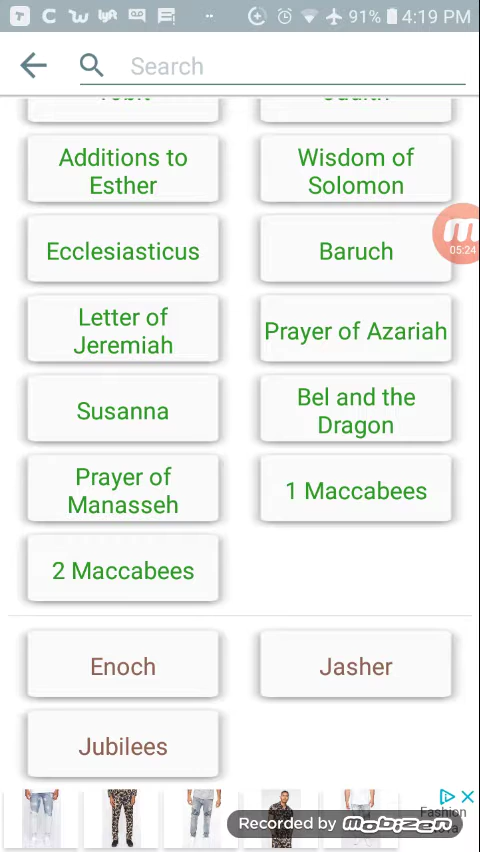 91% 4:19 PM
Search
Additions to
Esther
Wisdom of
Solomon
Ecclesiasticus
Baruch
05:24
Letter of
Jeremiah
Prayer of Azariah
Susanna
Bel and the
Dragon
Prayer of
Manasseh
1 Maccabees
2 Maccabees
Enoch
Jasher
Jubilees
Fashion
Recorded by mobizen